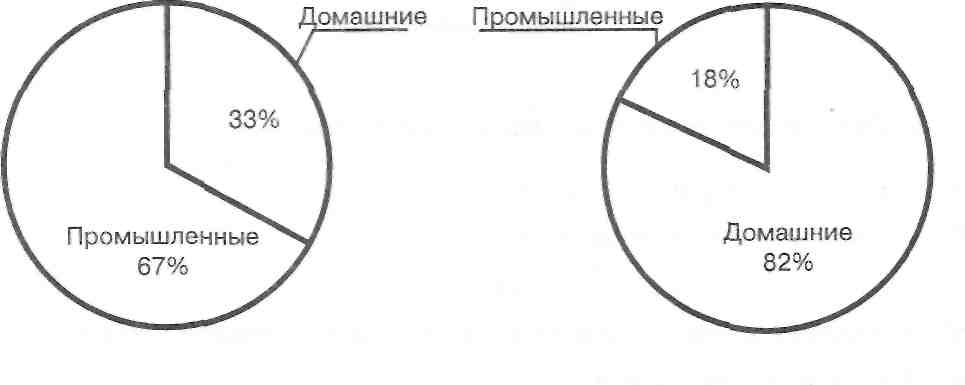 Домашние
33%
Промышленные
67%
Промышленные
18%
Домашние
82%